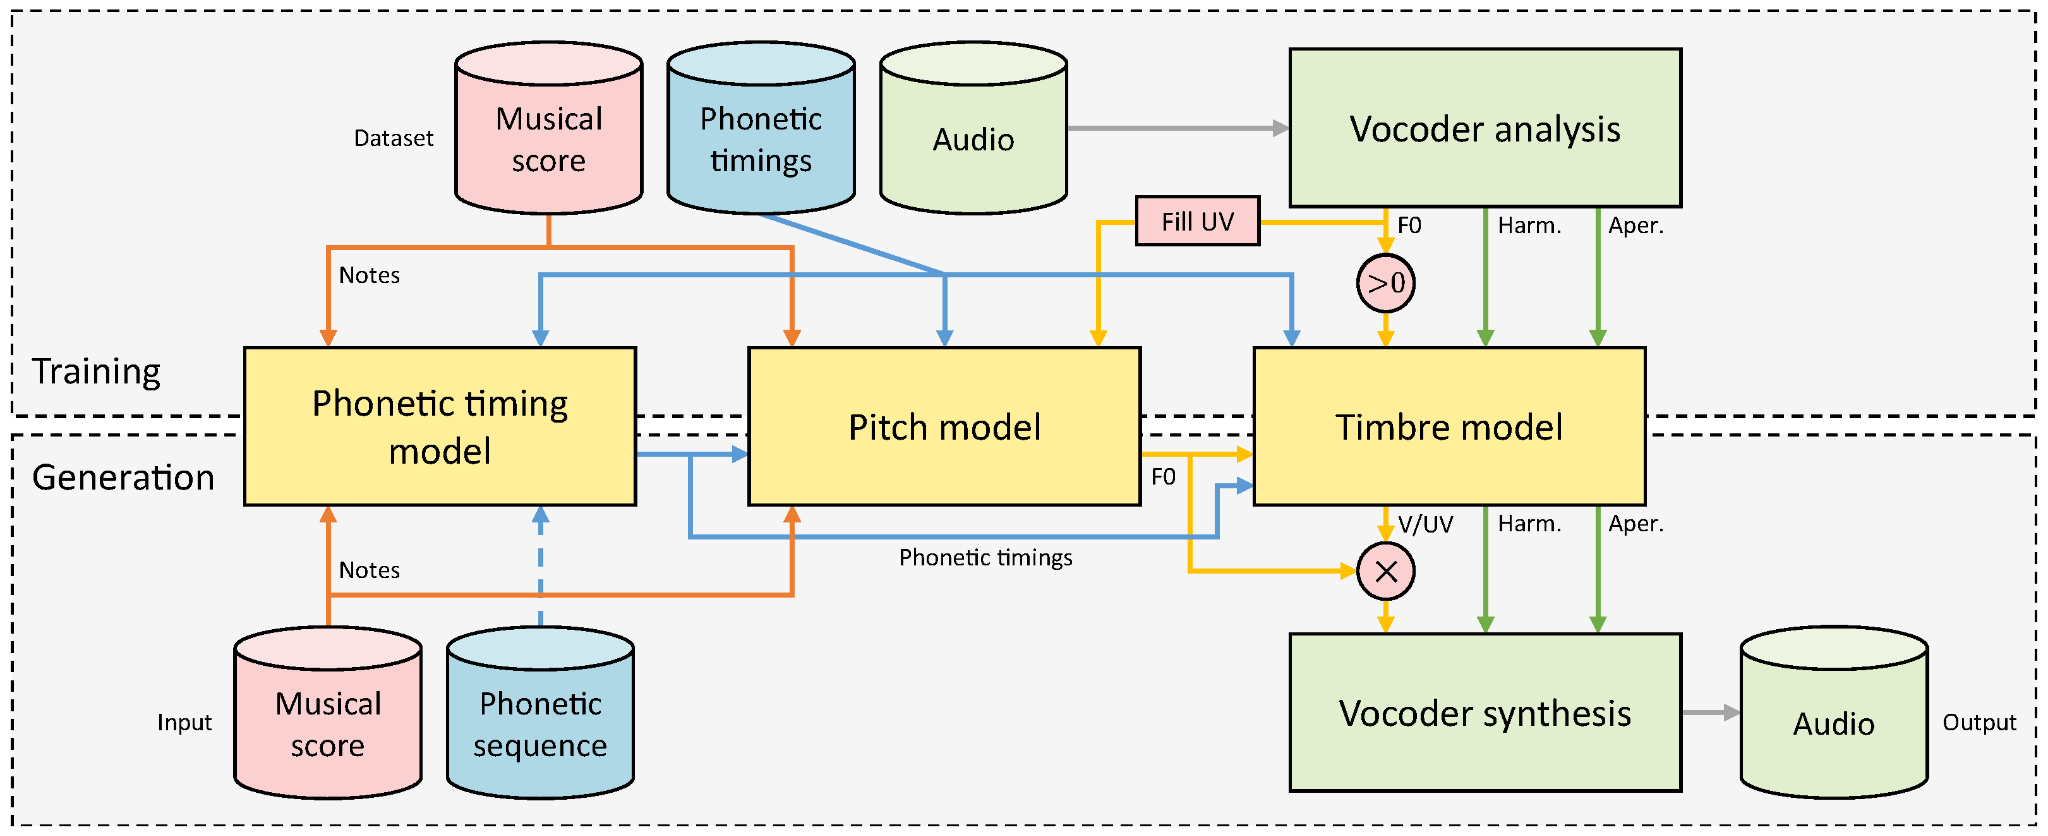 Dataset
Musical
score
Phonetic
timings
Audio
Vocoder analysis
Fill UV
F0
Harm.
Aper.
Notes
>0
Training
Phonetic timing
model
Pitch model
Timbre model
Generation
F0
V/UV
Harm.
Aper.
Phonetic timings
Notes
×
Input
Musical
score
Phonetic
sequence
Vocoder synthesis
Audio
Output